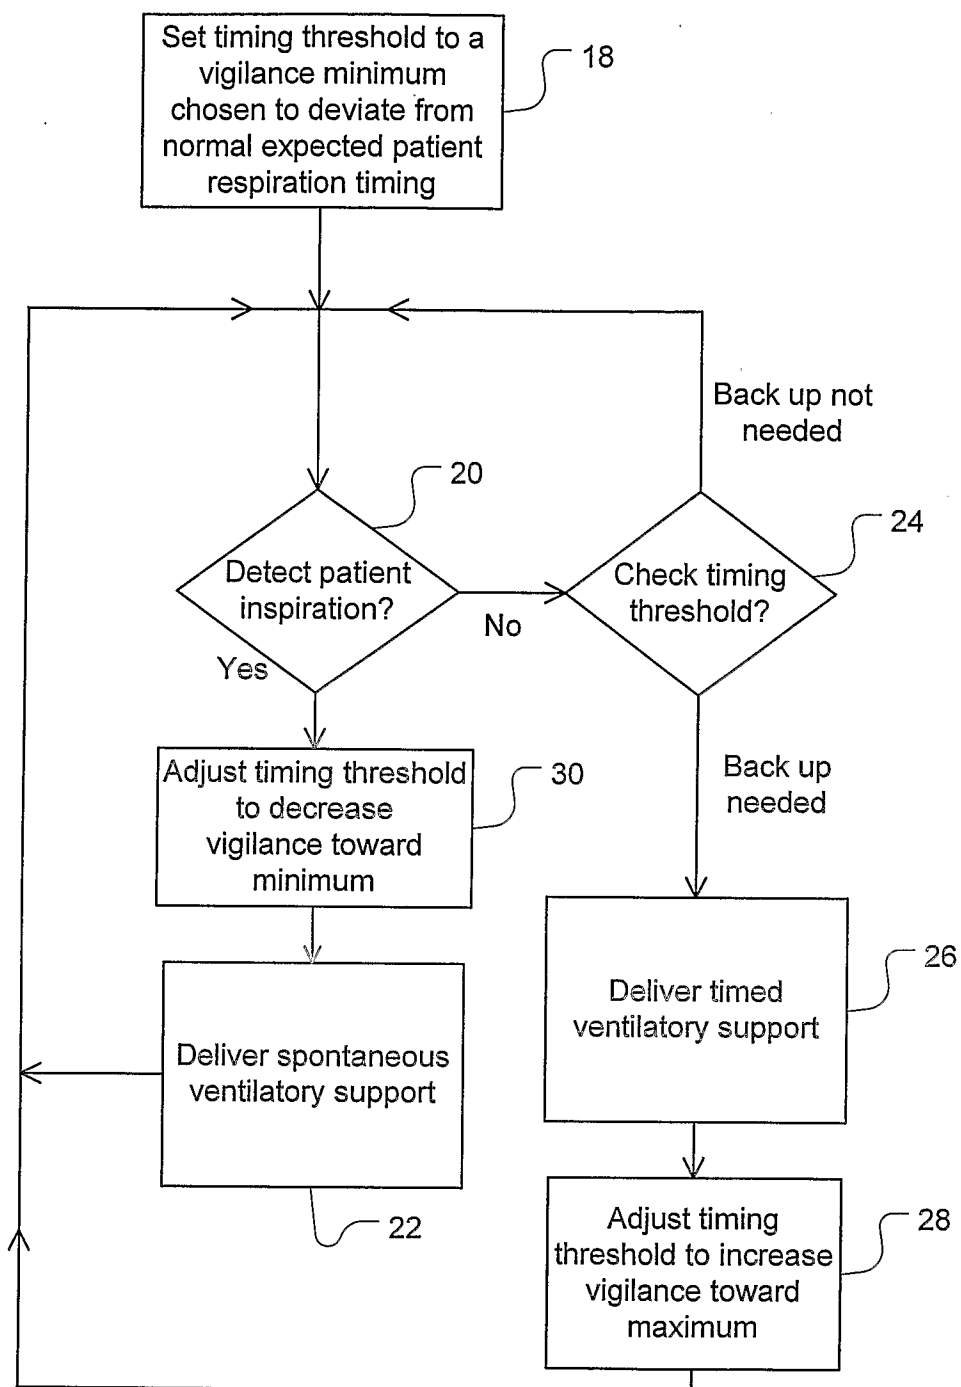 Set timing threshold to a
vigilance minimum
chosen to deviate from
normal expected patient
respiration timing
18
Back up not
needed
20
24
Detect patient
inspiration?
Check timing
threshold?
No
Yes
Adjust timing threshold
to decrease
vigilance toward
minimum
30
Back up
needed
Deliver spontaneous
ventilatory support
22
Deliver timed
ventilatory support
26
Adjust timing
threshold to increase
vigilance toward
maximum
28